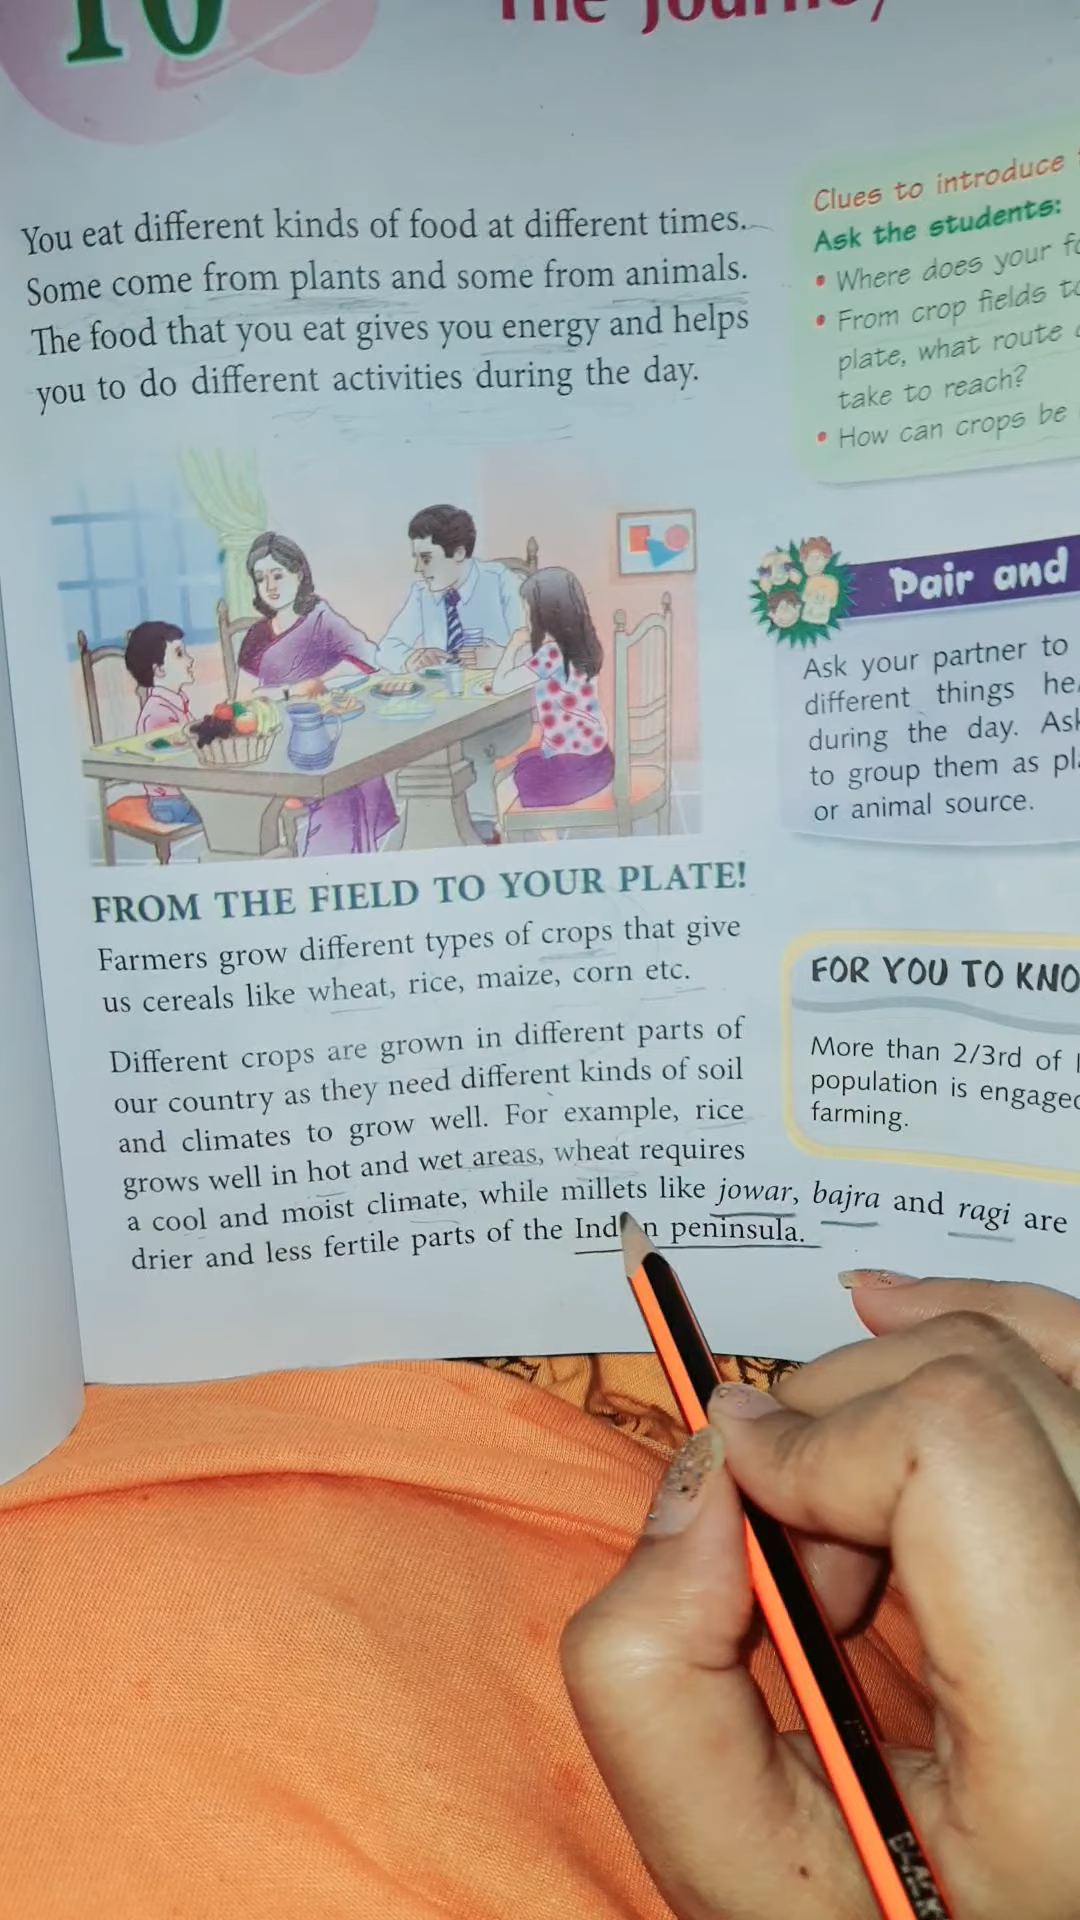 10
The Journey
You eat different kinds of food at different times.
Some come from plants and some from animals.
The food that you eat gives you energy and helps
you to do different activities during the day.
FROM THE FIELD TO YOUR PLATE!
Farmers grow different types of crops that give
us cereals like wheat, rice, maize, corn etc.
Different crops are grown in different parts of
our country as they need different kinds of soil
and climates to grow well. For example, rice
grows well in hot and wet areas, wheat requires
a cool and moist climate, while millets like jowar, bajra and ragi are
drier and less fertile parts of the Ind n peninsula.
Clues to introduce
Ask the students:
• Where does your
• From crop fields
plate, what route
take to reach?
• How can crops be
Pair and
Ask your partner to
different things
during the day.
to group them as
or animal source.
FOR YOU TO
More than 2/3rd of
population is
farming.
BLACK